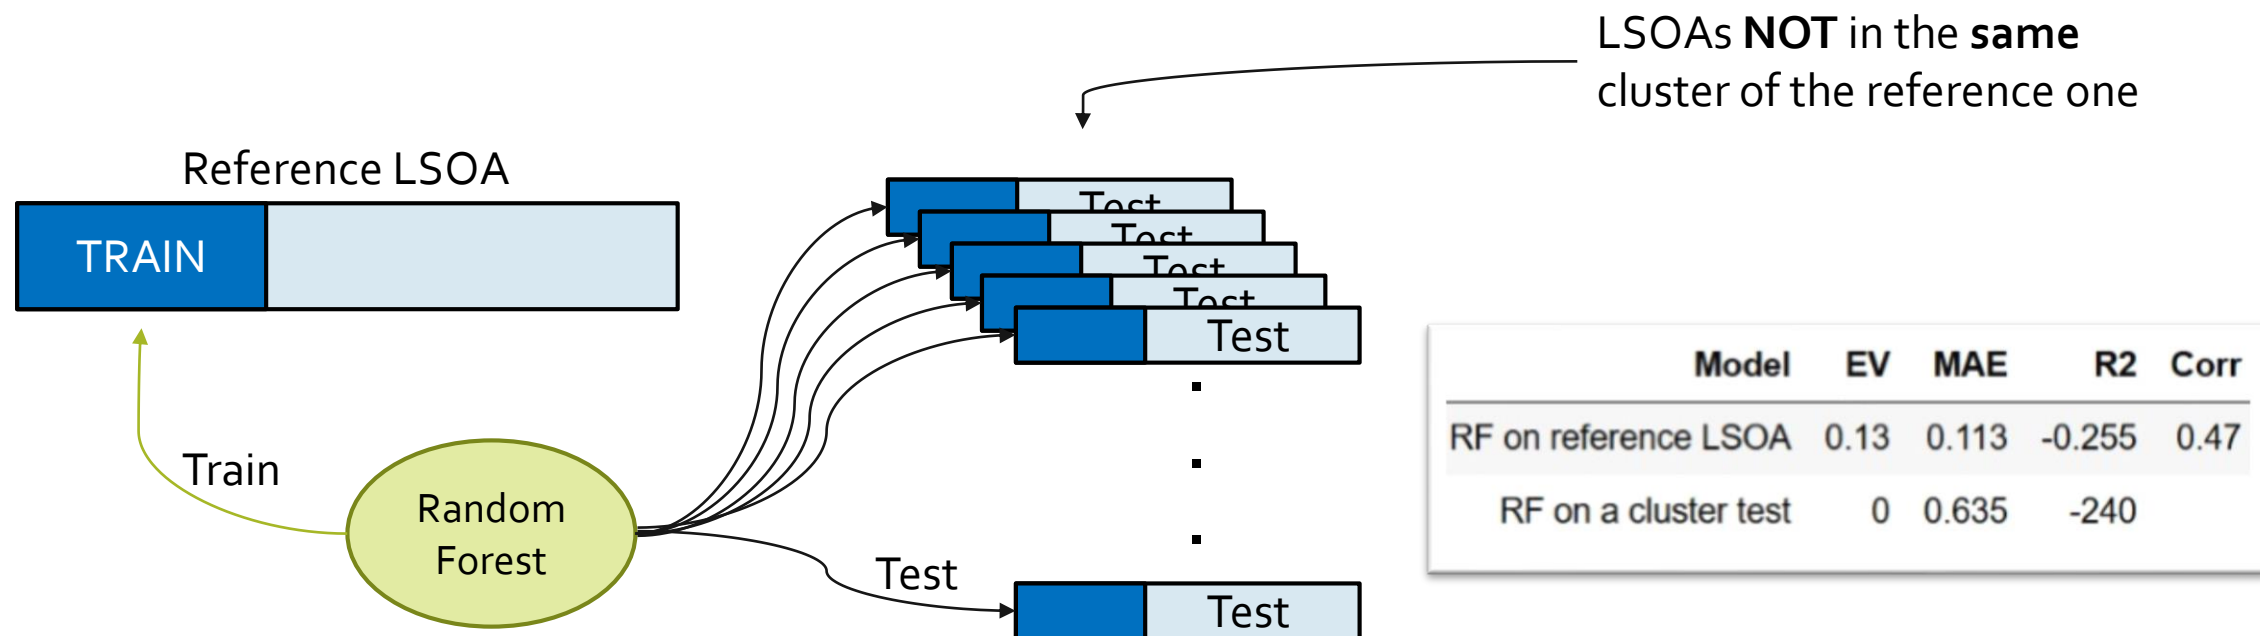 LSOAs NOT in the same
cluster of the reference one
Reference LSOA
TRAIN
Test
Test
Test
Test
Test
Train
Random
Forest
Test
Test
Model EV MAE R2 Corr
RF on reference LSOA 0.13 0.113 -0.255 0.47
RF on a cluster test 0 0.635 -240